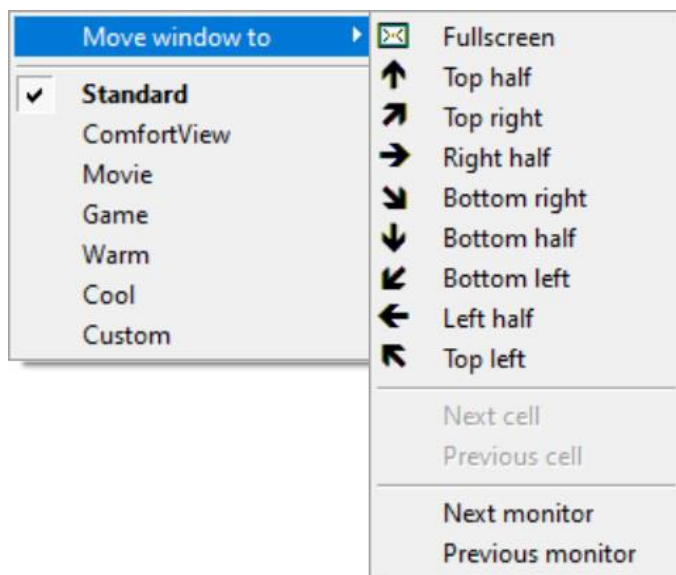 Move window to
Standard
ComfortView
Movie
Game
Warm
Cool
Custom
Fullscreen
Top half
Top right
Right half
Bottom right
Bottom half
Bottom left
Left half
Top left
Next cell
Previous cell
Next monitor
Previous monitor